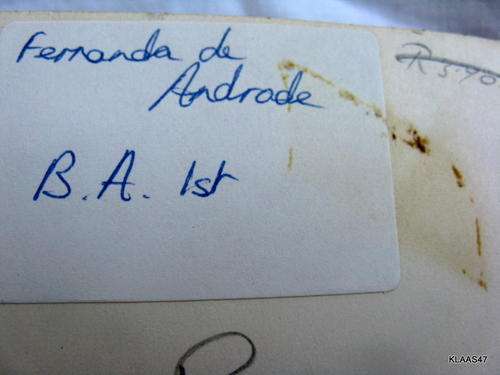 Fernanda de
Andrade
B.A. 1st
KLAAS47